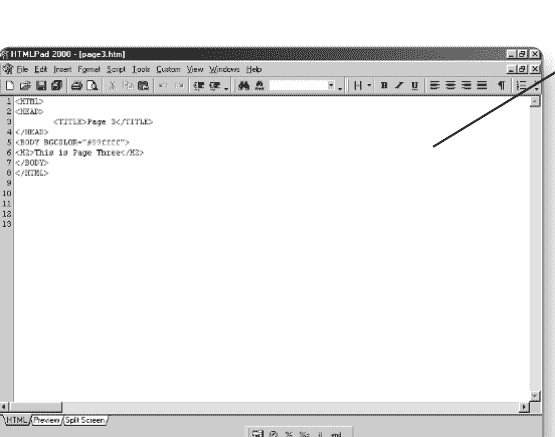 HTMLPad 2000 - [page3.htm]
File Edit Insert Format Script Tools Custom View Windows Help
1 <HTML>
2 <HEAD>
3 <TITLE>Page 3</TITLE>
4 </HEAD>
5 <BODY BGCOLOR="#99ffff">
6 <H2>This is Page Three</H2>
7 </BODY>
8 </HTML>
9
10
11
12
13
HTML Preview Split Screen